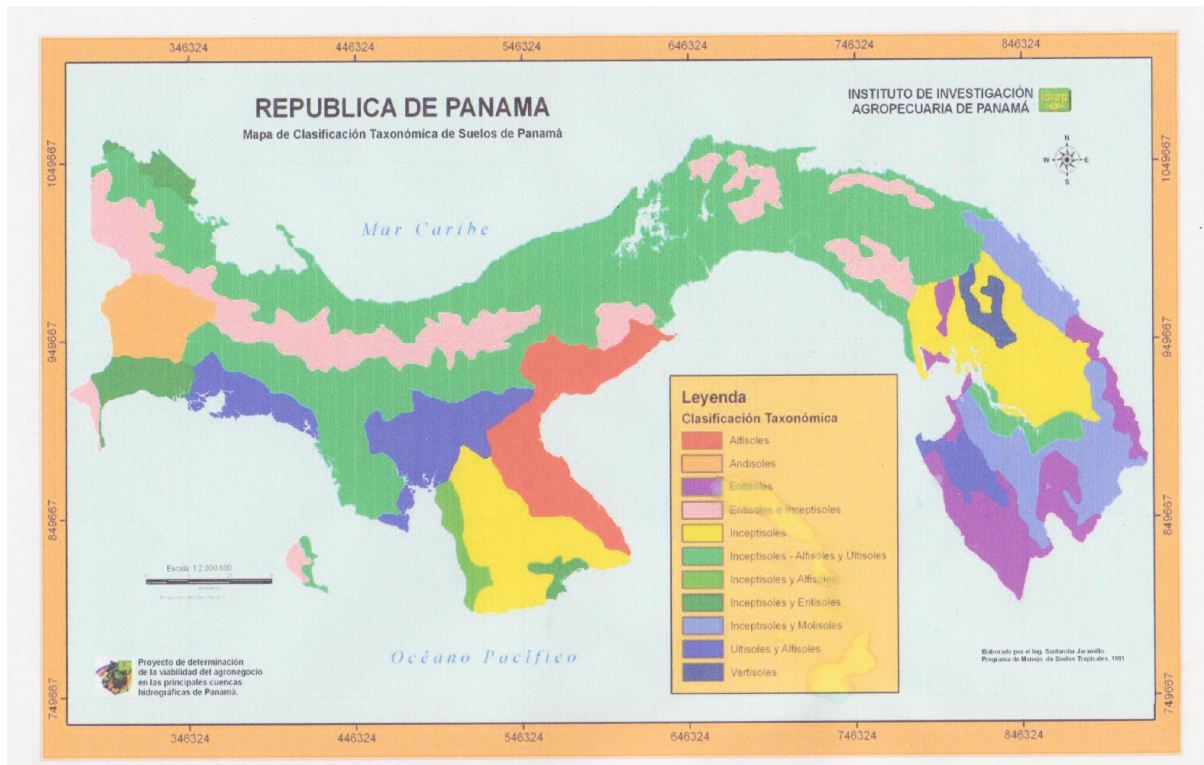 346324 446324 546324 646324 746324 846324
REPUBLICA DE PANAMA
Mapa de Clasificación Taxonómica de Suelos de Panamá
INSTITUTO DE INVESTIGACIÓN
AGROPECUARIA DE PANAMÁ
idiap
N
W E
S
1049667 1049667
Mar Caribe
949667 949667
Leyenda
Clasificación Taxonómica
Alfisoles
Andisoles
Entisoles
Entisoles e Inceptisoles
Inceptisoles
Inceptisoles - Alfisoles y Ultisoles
Inceptisoles y Alfisoles
Inceptisoles y Entisoles
Inceptisoles y Molisoles
Ultisoles y Alfisoles
Vertisoles
849667 849667
Escala: 1:2.000.000
Océano Pacífico
Proyecto de determinación
de la viabilidad del agronegocio
en las principales cuencas
hidrográficas de Panamá.
Elaborado por el Ing. Santander Jaramillo.
Programa de Manejo de Suelos Tropicales, 1991
749667 749667
346324 446324 546324 646324 746324 846324